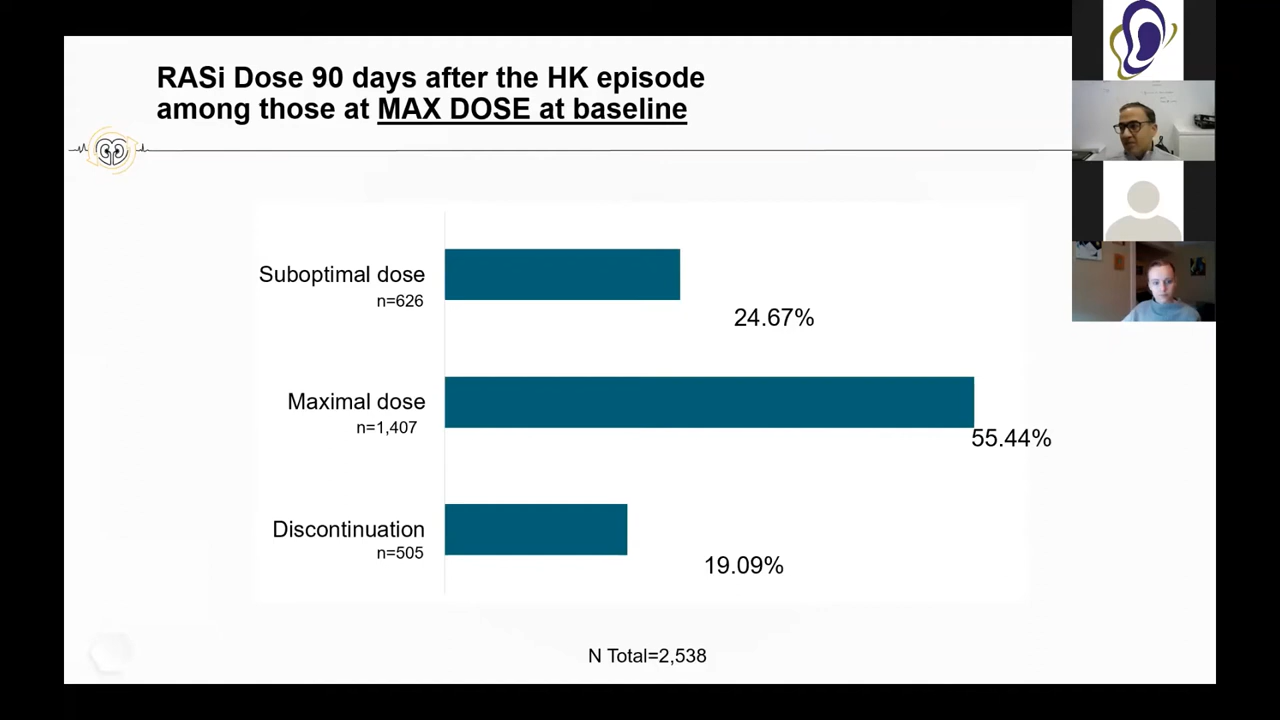 RASi Dose 90 days after the HK episode
among those at MAX DOSE at baseline
Suboptimal dose
n=626
24.67%
Maximal dose
n=1,407
55.44%
Discontinuation
n=505
19.09%
N Total=2,538